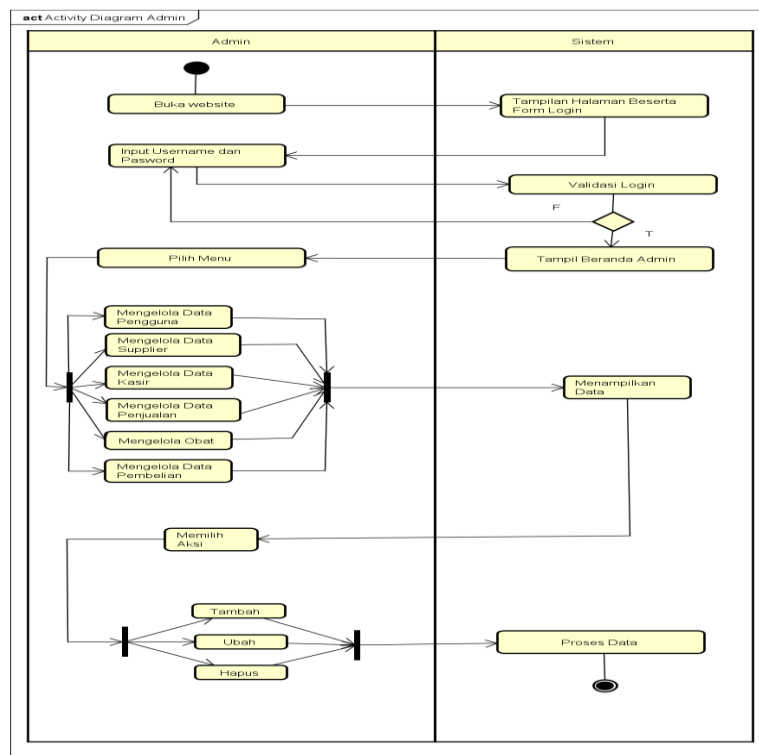 act Activity Diagram Admin
Admin
Sistem
Buka website
Tampilan Halaman Beserta
Form Login
Input Username dan
Pasword
Validasi Login
F
T
Pilih Menu
Tampil Beranda Admin
Mengelola Data
Pengguna
Mengelola Data
Supplier
Mengelola Data
Kasir
Mengelola Data
Penjualan
Mengelola Obat
Mengelola Data
Pembelian
Menampilkan
Data
Memilih
Aksi
Tambah
Ubah
Hapus
Proses Data